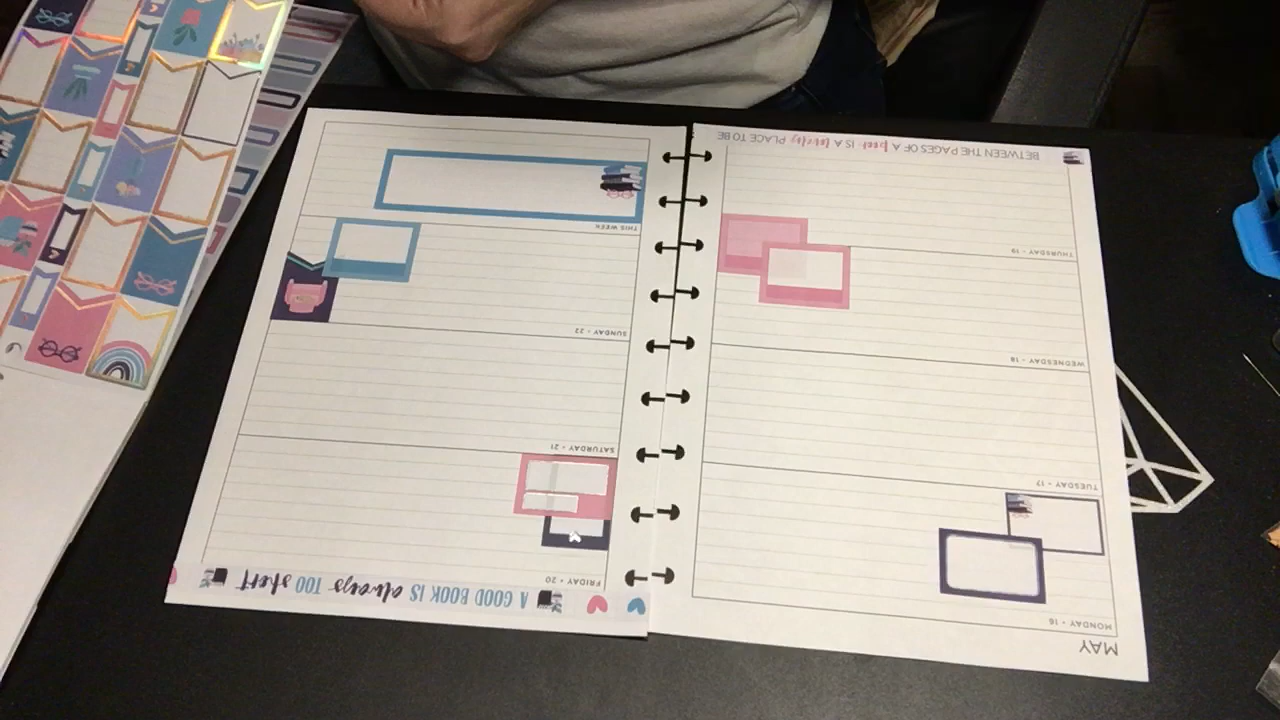 MAY
MONDAY • 16
TUESDAY • 17
WEDNESDAY • 18
THURSDAY • 19
BETWEEN THE PAGES OF A book IS A lovely PLACE TO BE
A GOOD BOOK IS always TOO short
FRIDAY • 20
SATURDAY • 21
SUNDAY • 22
THIS WEEK